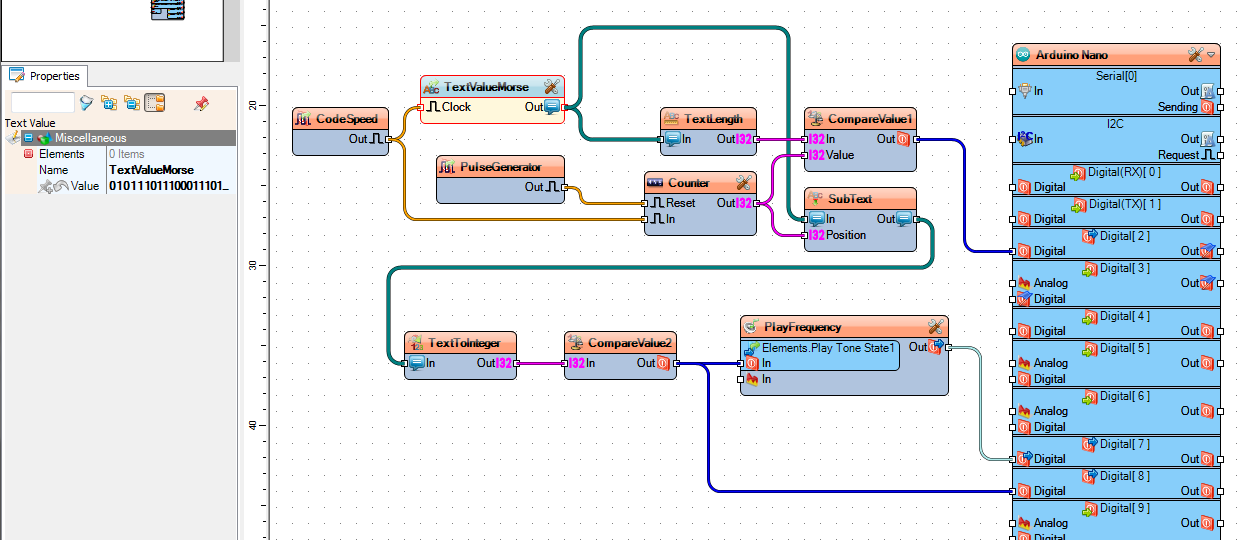 Properties
Text Value
Miscellaneous
Elements 0 Items
Name TextValueMorse
Value 010111011100011101...
20
30
40
CodeSpeed
Out
TextValueMorse
Clock Out
PulseGenerator
Out
TextLength
In Out I32
Counter
Reset Out I32
In
CompareValue1
I32 In Out
I32 Value
SubText
In Out
I32 Position
TextToInteger
In Out I32
CompareValue2
I32 In Out
PlayFrequency
Elements.Play Tone State1 Out
In
In
Arduino Nano
Serial[0]
In Out
Sending
I2C
In Out
Request
Digital(RX)[ 0 ]
Digital Out
Digital(TX)[ 1 ]
Digital Out
Digital[ 2 ]
Digital Out
Digital[ 3 ]
Analog Out
Digital
Digital[ 4 ]
Digital Out
Digital[ 5 ]
Analog Out
Digital
Digital[ 6 ]
Analog Out
Digital
Digital[ 7 ]
Digital Out
Digital[ 8 ]
Digital Out
Digital[ 9 ]
Analog Out
Digital